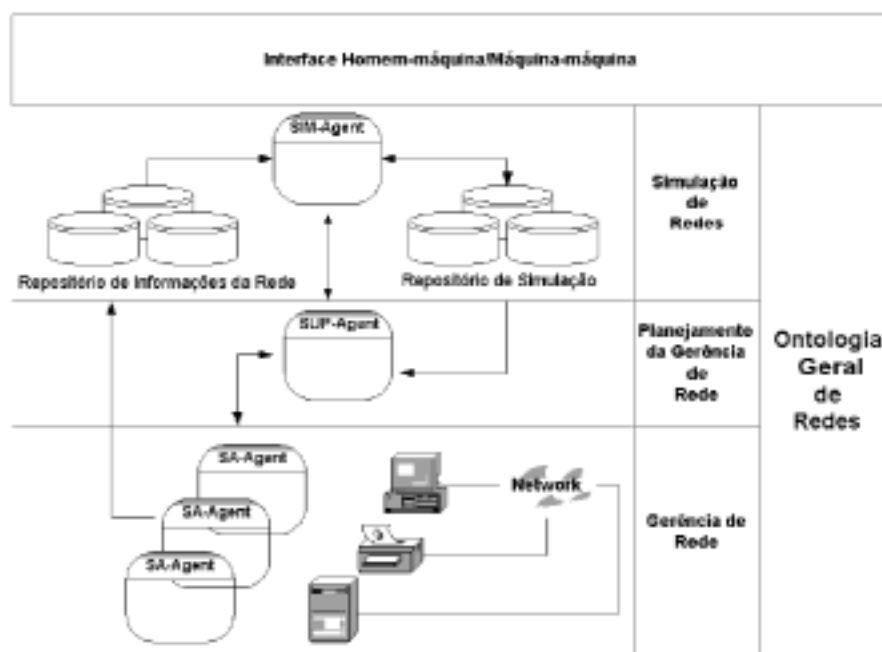 Interface Homem-máquina/Máquina-máquina
SIM-Agent
Simulação
de
Redes
Repositório de Informações da Rede
Repositório de Simulação
SUP-Agent
Planejamento
da Gerência
de
Rede
Ontologia
Geral
de
Redes
SA-Agent
SA-Agent
SA-Agent
Network
Gerência de
Rede